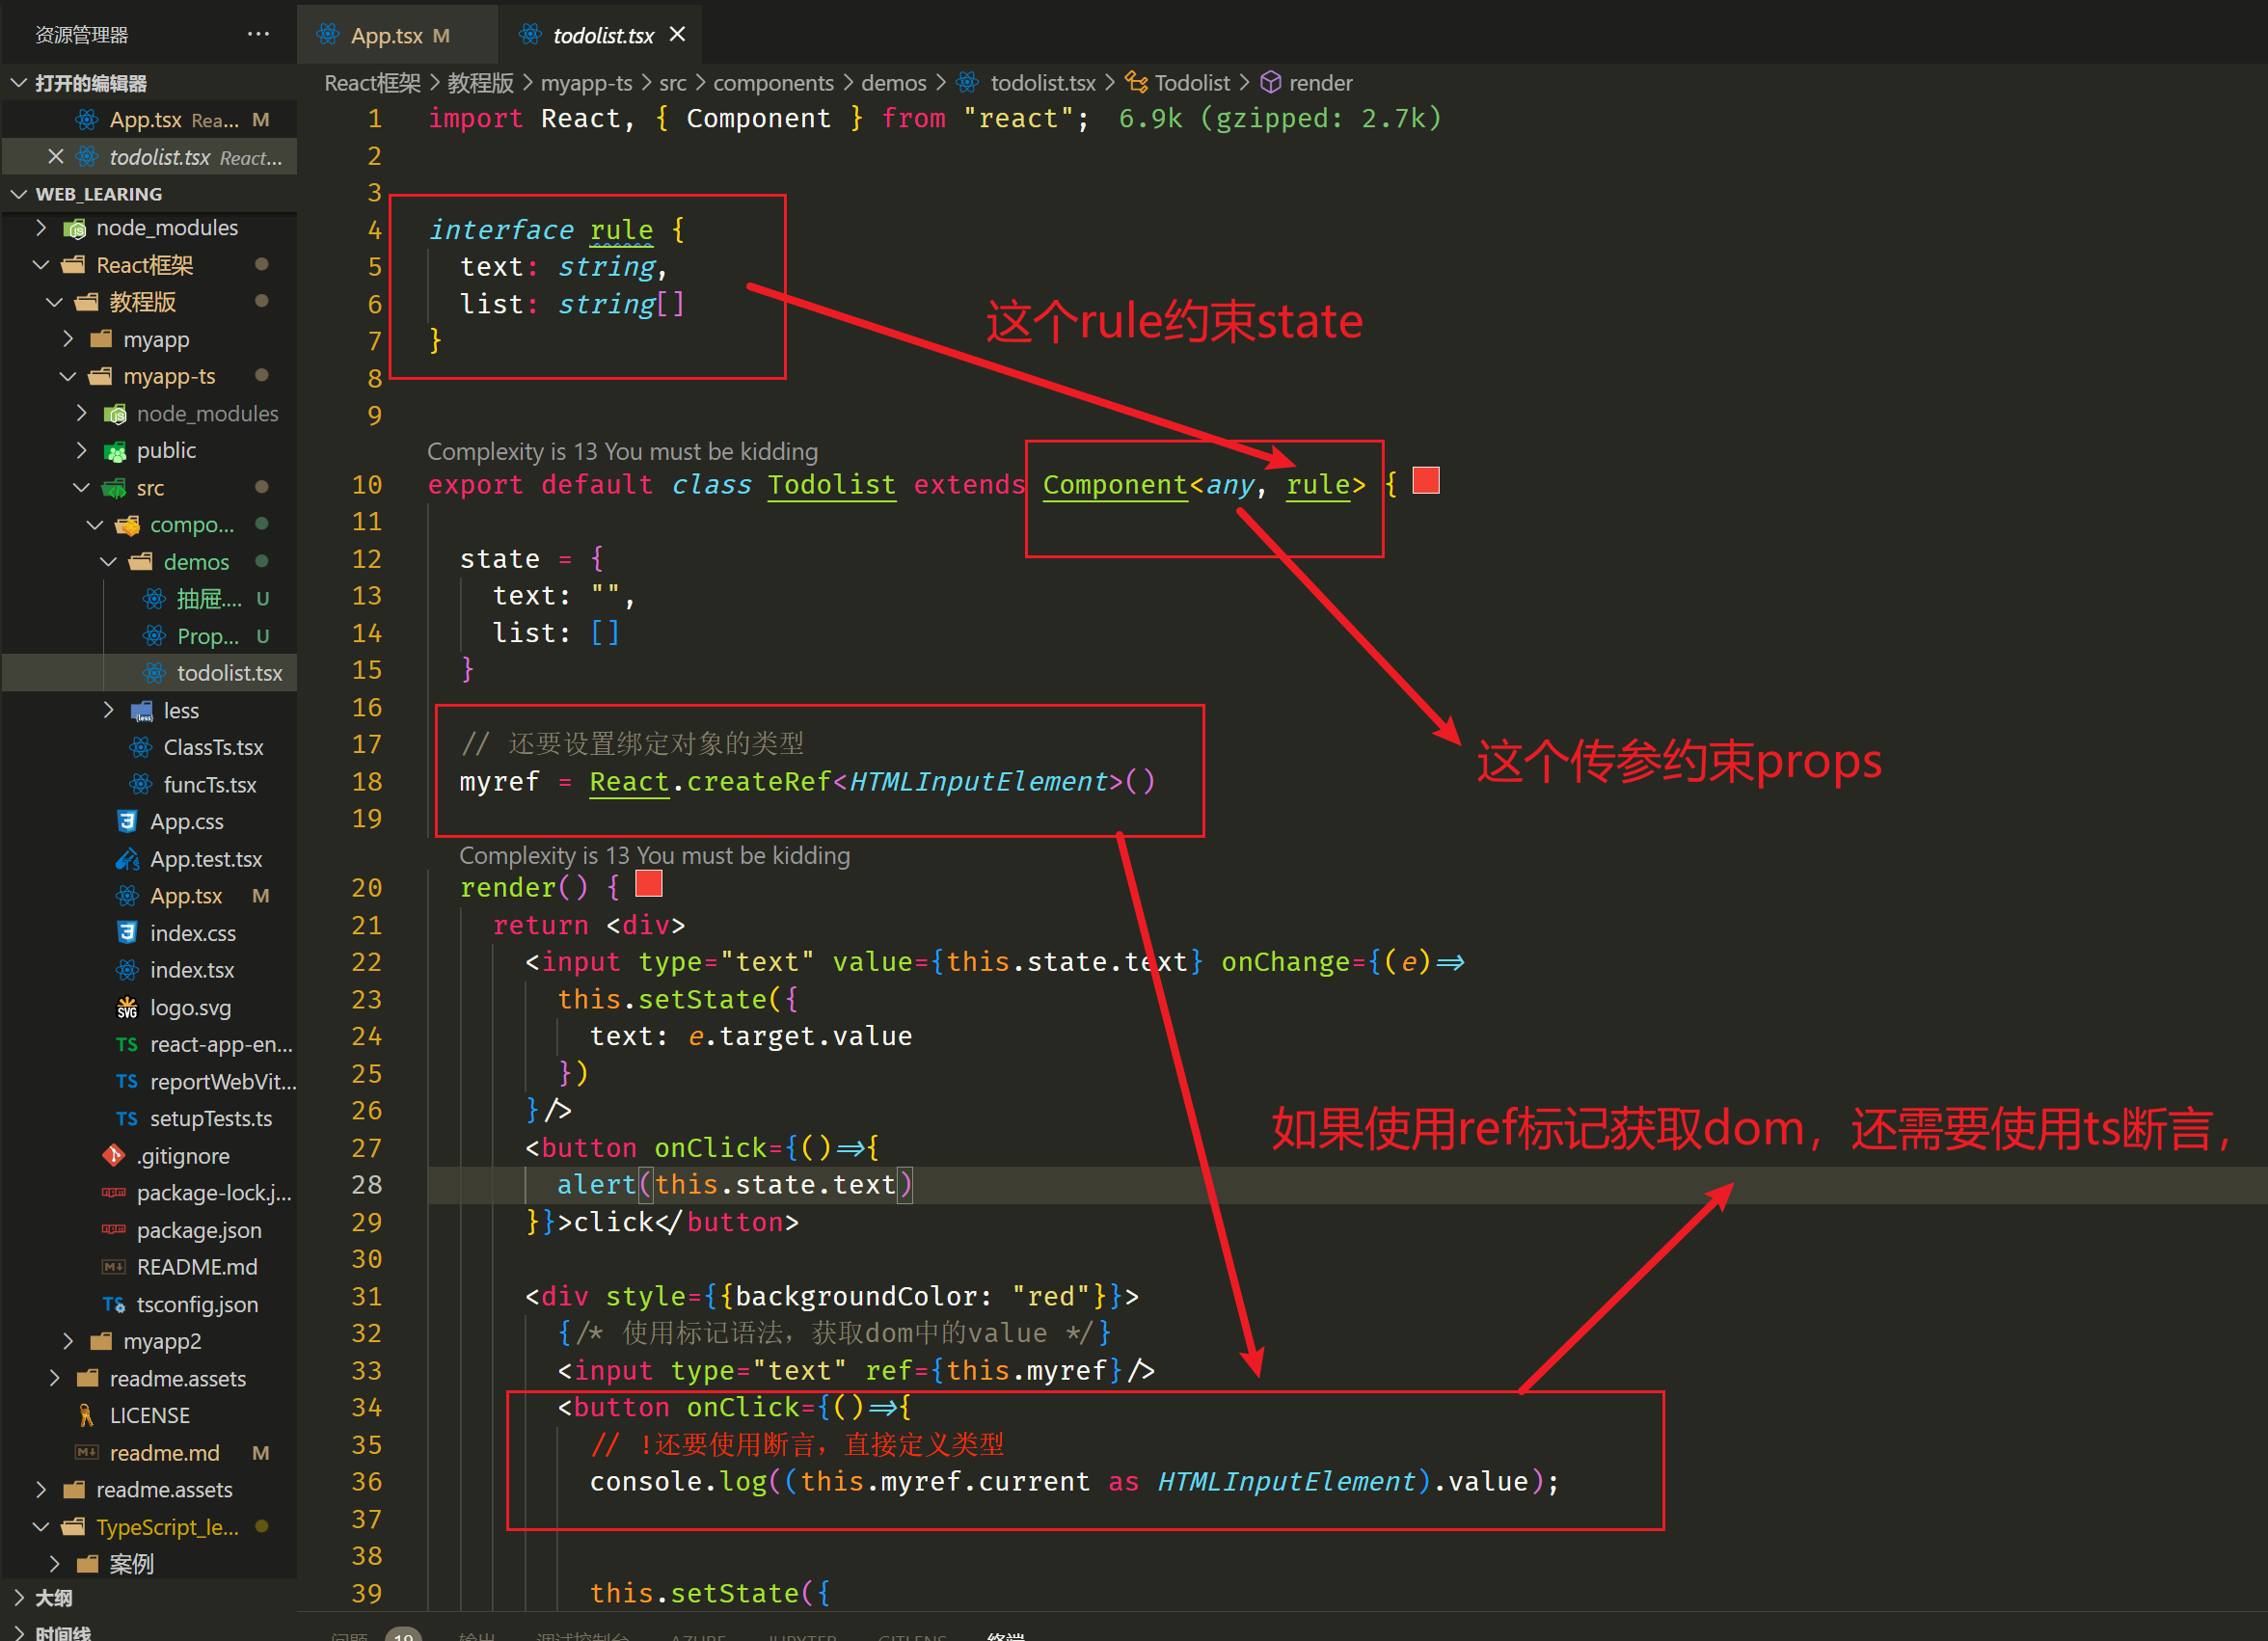 资源管理器 ···
打开的编辑器
App.tsx Rea... M
todolist.tsx React...
WEB_LEARING
node_modules
React框架
教程版
myapp
myapp-ts
node_modules
public
src
compo...
demos
抽屉.... U
Prop... U
todolist.tsx
less
ClassTs.tsx
funcTs.tsx
App.css
App.test.tsx
App.tsx M
index.css
index.tsx
logo.svg
react-app-en...
reportWebVit...
setupTests.ts
.gitignore
package-lock.j...
package.json
README.md
tsconfig.json
myapp2
readme.assets
LICENSE
readme.md M
readme.assets
TypeScript_le...
案例
大纲
时间线
App.tsx M
todolist.tsx
React框架 > 教程版 > myapp-ts > src > components > demos > todolist.tsx > Todolist > render
1 import React, { Component } from "react"; 6.9k (gzipped: 2.7k)
2
3
4 interface rule {
5 text: string,
6 list: string[]
7 }
8
9
Complexity is 13 You must be kidding
10 export default class Todolist extends Component<any, rule> {
11
12 state = {
13 text: "",
14 list: []
15 }
16
17 // 还要设置绑定对象的类型
18 myref = React.createRef<HTMLInputElement>()
19
Complexity is 13 You must be kidding
20 render() {
21 return <div>
22 <input type="text" value={this.state.text} onChange={(e)=>
23 this.setState({
24 text: e.target.value
25 })
26 }/>
27 <button onClick={()=>{
28 alert(this.state.text)
29 }}>click</button>
30
31 <div style={{backgroundColor: "red"}}>
32 {/* 使用标记语法，获取dom中的value */}
33 <input type="text" ref={this.myref}/>
34 <button onClick={()=>{
35 // !还要使用断言，直接定义类型
36 console.log((this.myref.current as HTMLInputElement).value);
37
38
39 this.setState({
这个rule约束state
这个传参约束props
如果使用ref标记获取dom，还需要使用ts断言，
问题 19 输出 调试控制台 AZURE JUPYTER GITLENS 终端